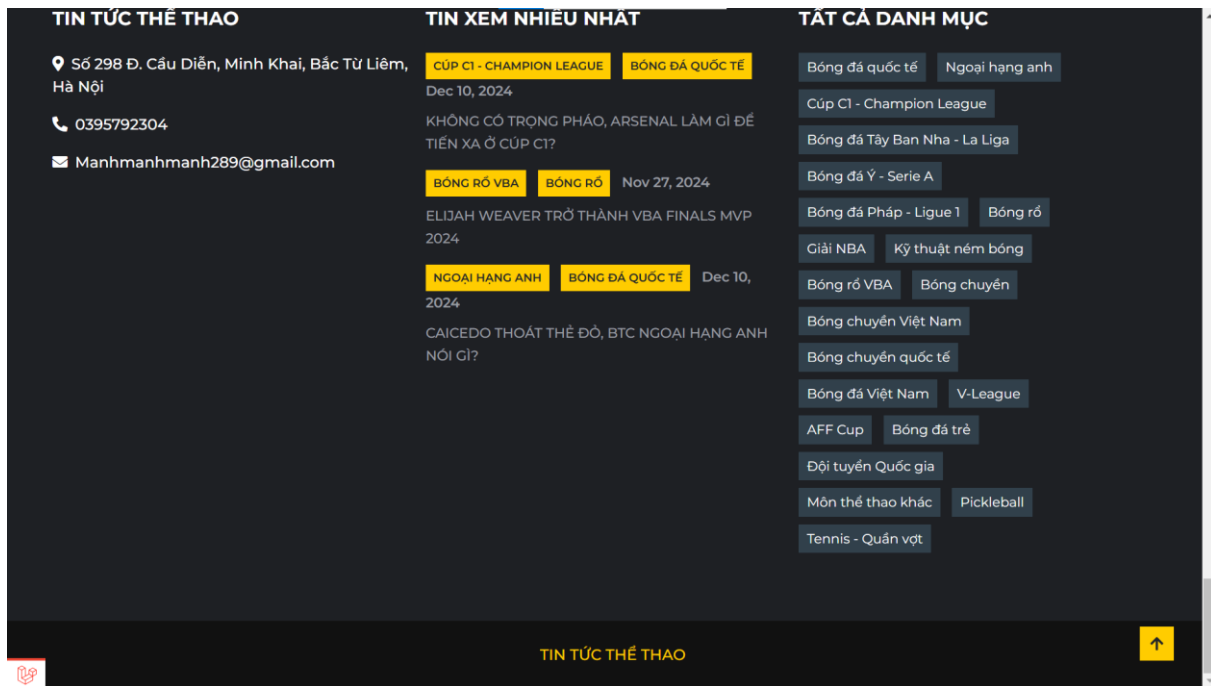 TIN TỨC THỂ THAO
Số 298 Đ. Cầu Diễn, Minh Khai, Bắc Từ Liêm,
Hà Nội
0395792304
Manhmanhmanh289@gmail.com
TIN XEM NHIỀU NHẤT
CÚP C1 - CHAMPION LEAGUE BÓNG ĐÁ QUỐC TẾ
Dec 10, 2024
KHÔNG CÓ TRỌNG PHÁO, ARSENAL LÀM GÌ ĐỂ
TIẾN XA Ở CÚP C1?
BÓNG RỔ VBA BÓNG RỔ Nov 27, 2024
ELIJAH WEAVER TRỞ THÀNH VBA FINALS MVP
2024
NGOẠI HẠNG ANH BÓNG ĐÁ QUỐC TẾ Dec 10,
2024
CAICEDO THOÁT THẺ ĐỎ, BTC NGOẠI HẠNG ANH
NÓI GÌ?
TẤT CẢ DANH MỤC
Bóng đá quốc tế Ngoại hạng anh
Cúp C1 - Champion League
Bóng đá Tây Ban Nha - La Liga
Bóng đá Ý - Serie A
Bóng đá Pháp - Ligue 1 Bóng rổ
Giải NBA Kỹ thuật ném bóng
Bóng rổ VBA Bóng chuyền
Bóng chuyền Việt Nam
Bóng chuyền quốc tế
Bóng đá Việt Nam V-League
AFF Cup Bóng đá trẻ
Đội tuyển Quốc gia
Môn thể thao khác Pickleball
Tennis - Quần vợt
TIN TỨC THỂ THAO